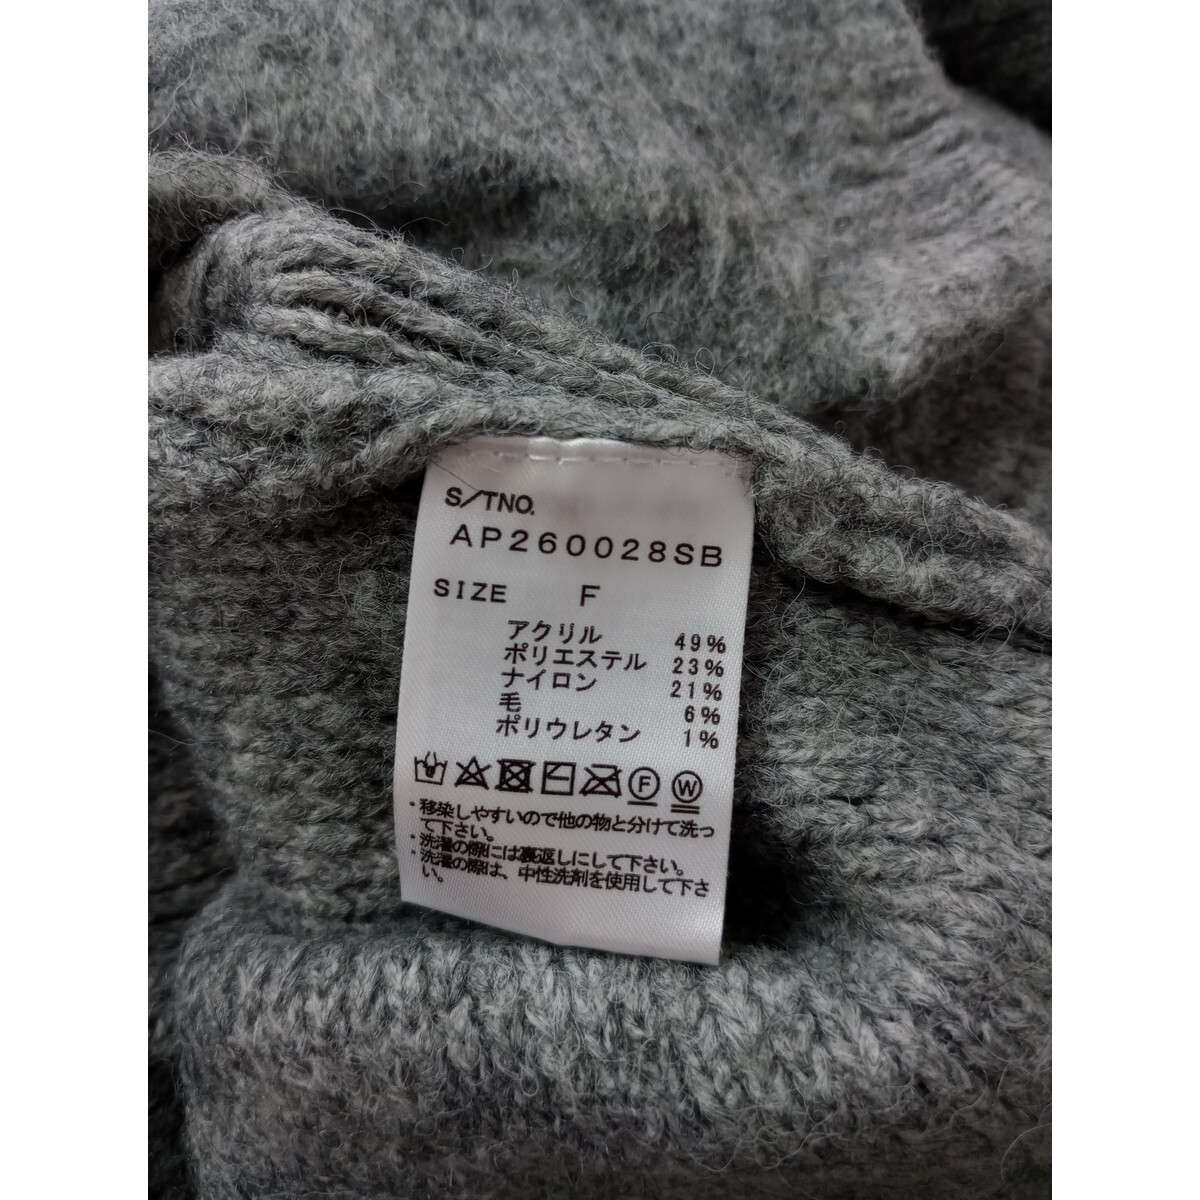 S/TNO.
AP260028SB
SIZE F
アクリル 49%
ポリエステル 23%
ナイロン 21%
毛 6%
ポリウレタン 1%
F W
・移染しやすいので他の物と分けて洗っ
て下さい。
・洗濯の際には裏返しにして下さい。
・洗濯の際は、中性洗剤を使用して下さ
い。